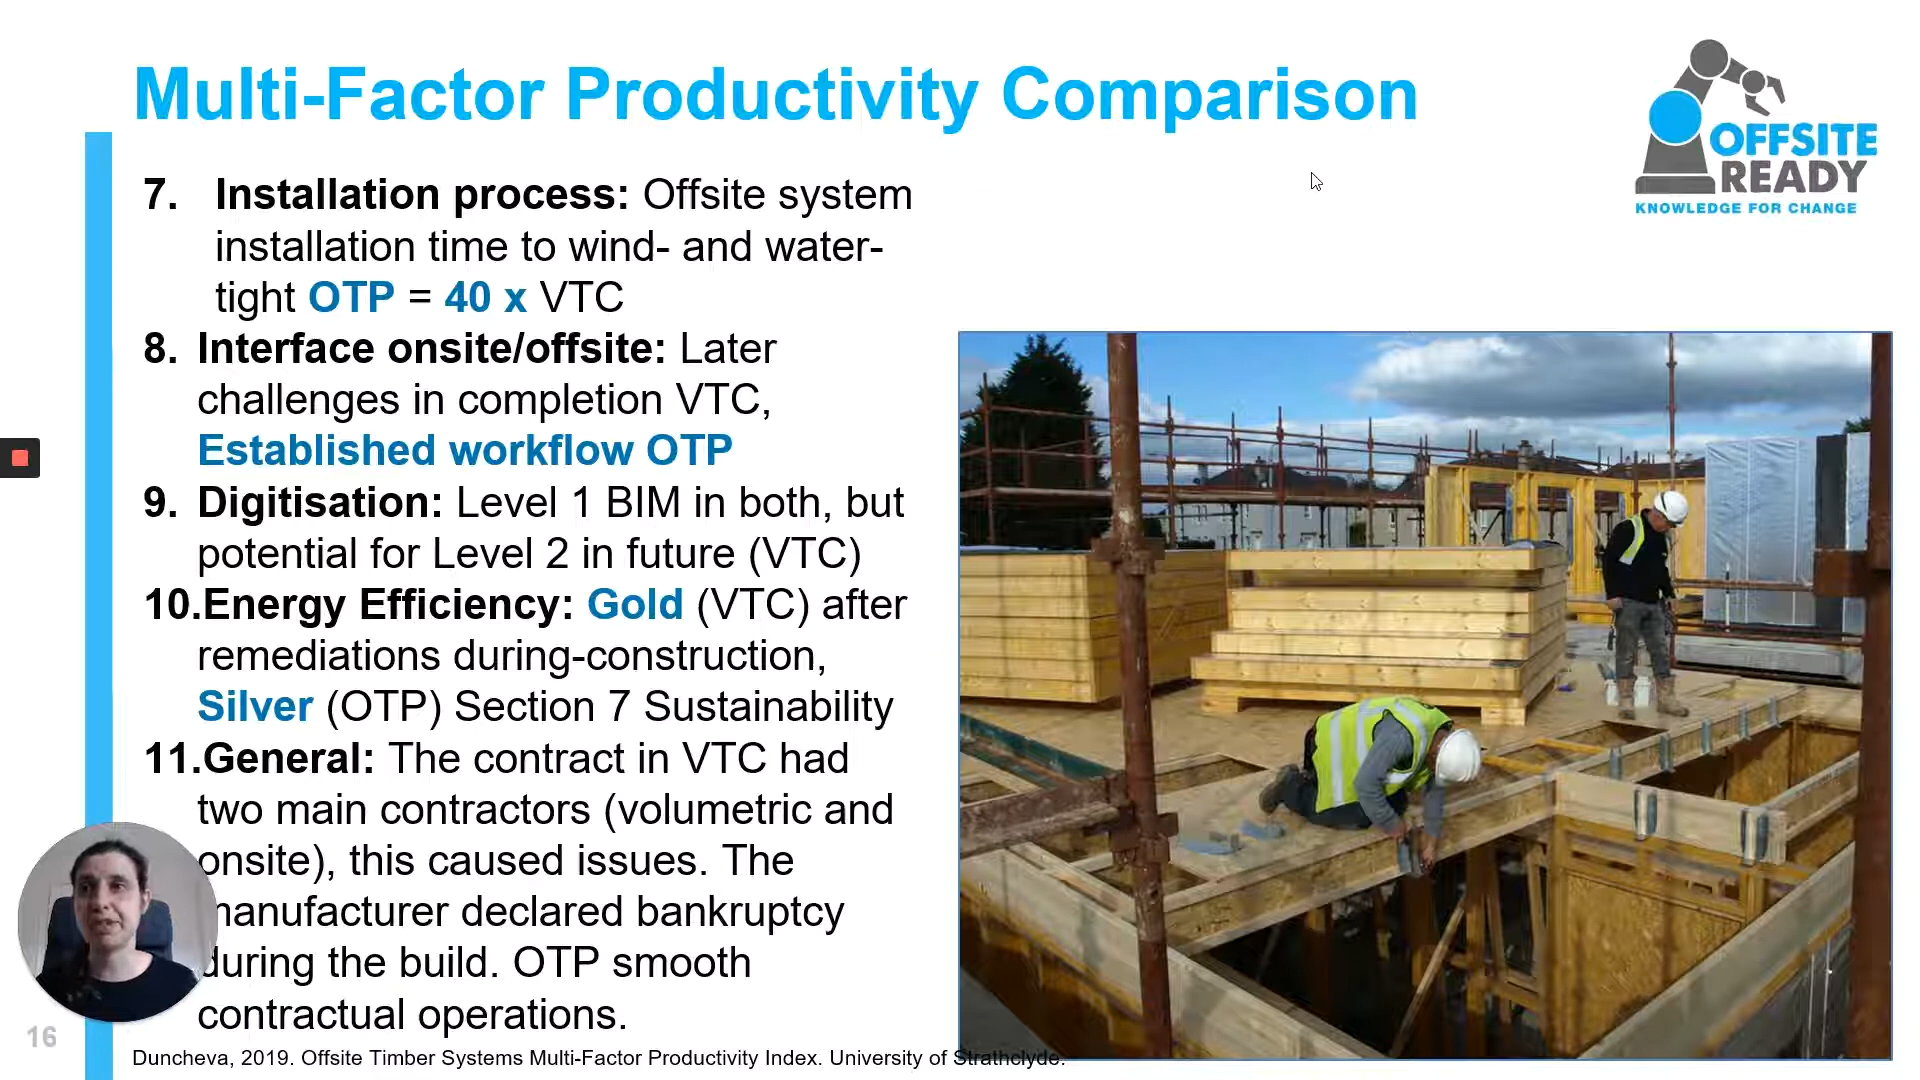 Multi-Factor Productivity Comparison
OFFSITE
READY
KNOWLEDGE FOR CHANGE
7. Installation process: Offsite system
installation time to wind- and water-
tight OTP = 40 x VTC
8. Interface onsite/offsite: Later
challenges in completion VTC,
Established workflow OTP
9. Digitisation: Level 1 BIM in both, but
potential for Level 2 in future (VTC)
10.Energy Efficiency: Gold (VTC) after
remediations during-construction,
Silver (OTP) Section 7 Sustainability
11.General: The contract in VTC had
two main contractors (volumetric and
onsite), this caused issues. The
manufacturer declared bankruptcy
during the build. OTP smooth
contractual operations.
16
Duncheva, 2019. Offsite Timber Systems Multi-Factor Productivity Index. University of Strathclyde.